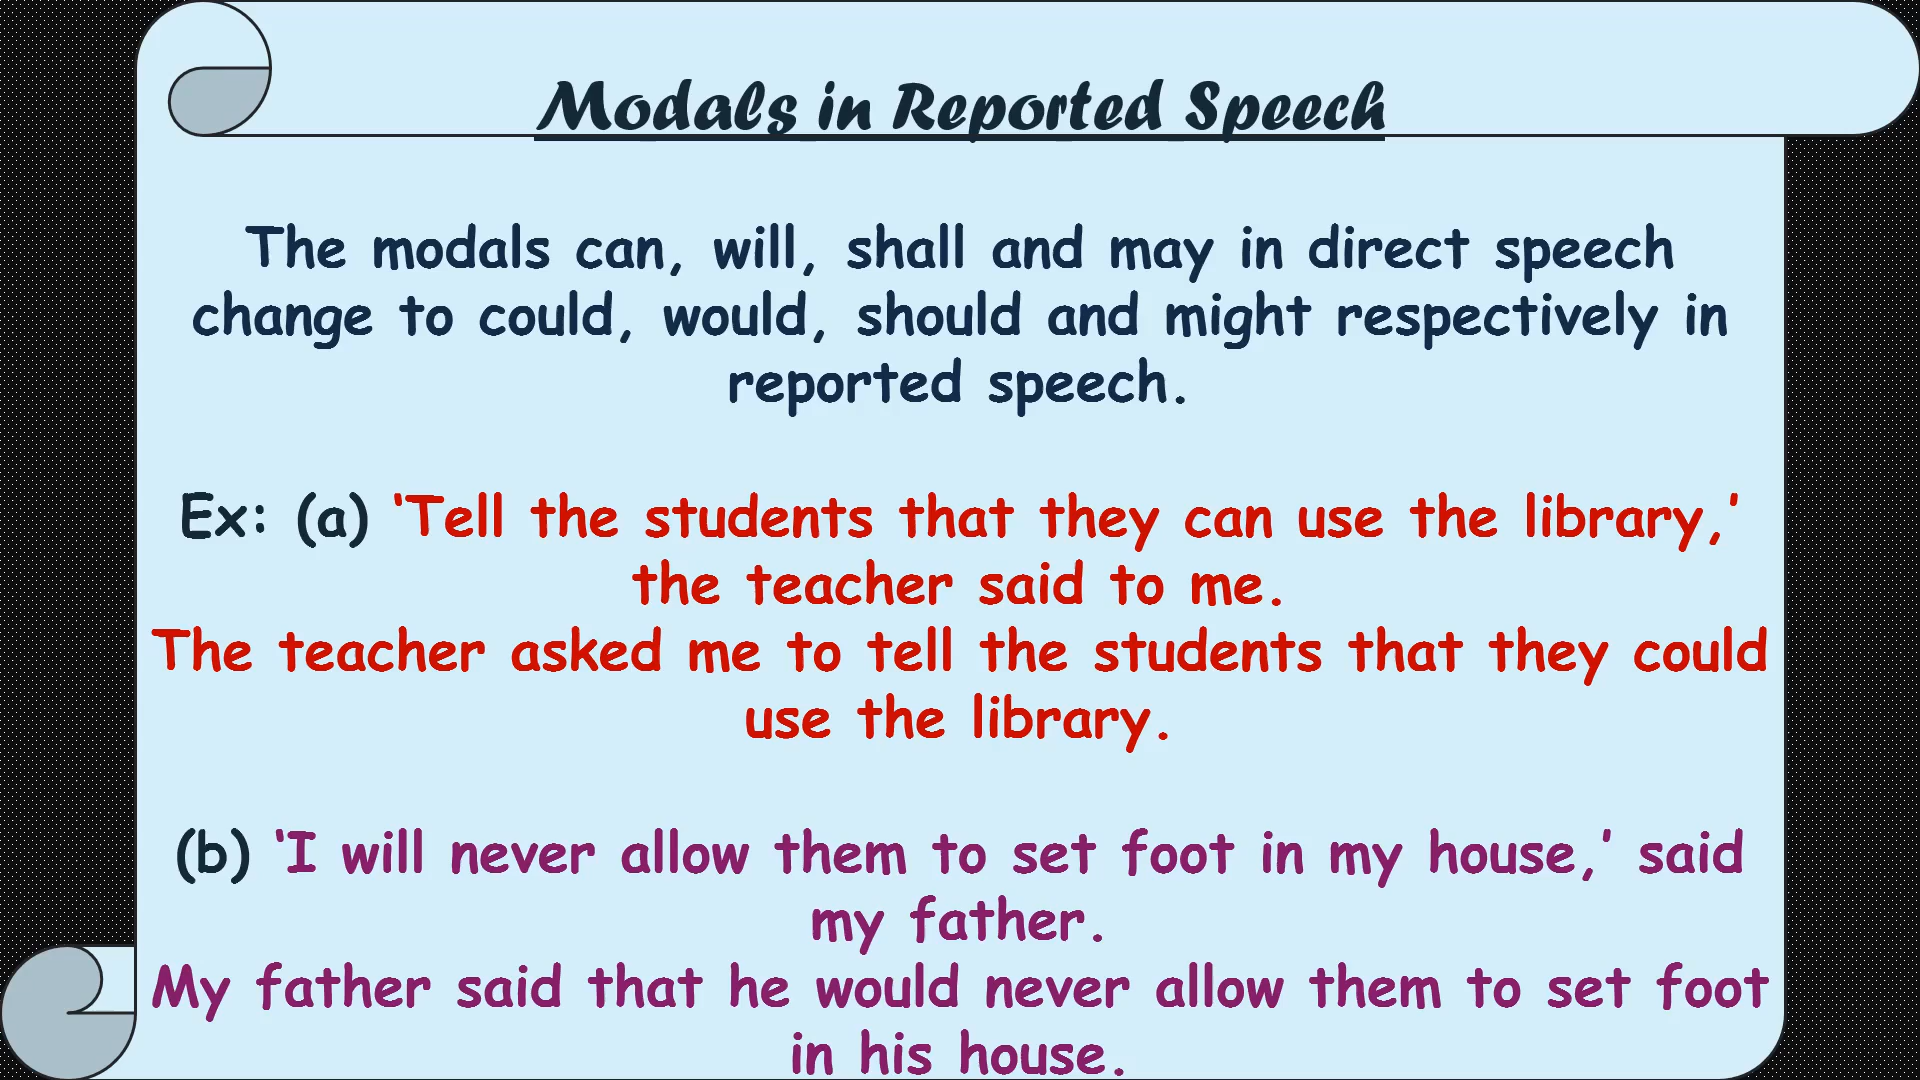 Modals in Reported Speech
The modals can, will, shall and may in direct speech
change to could, would, should and might respectively in
reported speech.
Ex: (a) ‘Tell the students that they can use the library,’
the teacher said to me.
The teacher asked me to tell the students that they could
use the library.
(b) ‘I will never allow them to set foot in my house,’ said
my father.
My father said that he would never allow them to set foot
in his house.